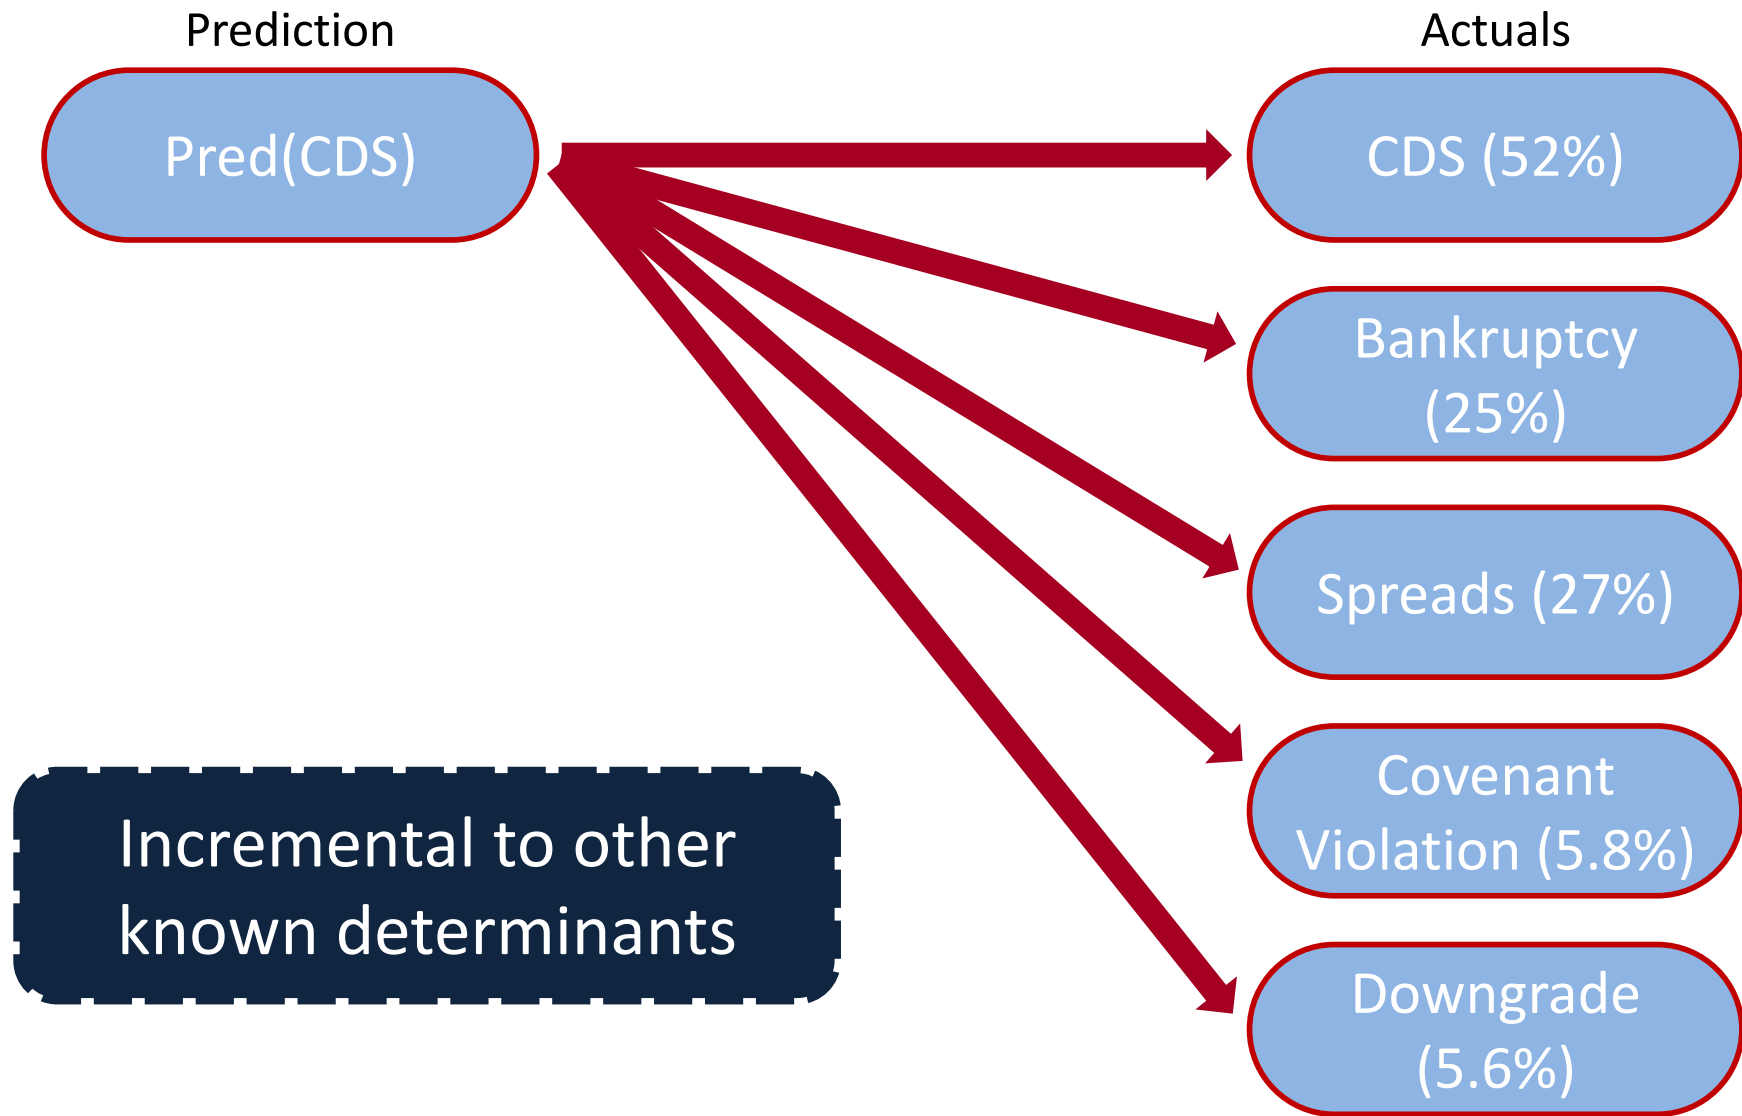 Prediction
Actuals
Pred(CDS)
CDS (52%)
Bankruptcy
(25%)
Spreads (27%)
Covenant
Violation (5.8%)
Downgrade
(5.6%)
Incremental to other
known determinants